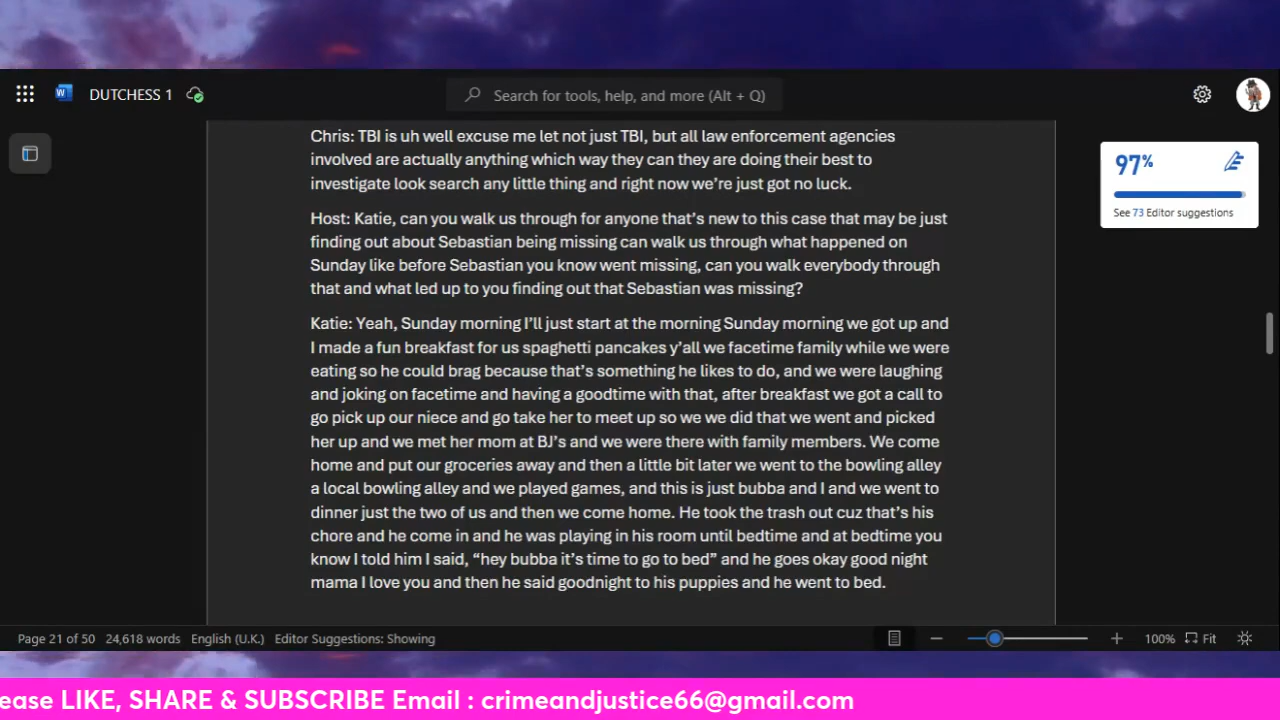 DUTCHESS 1
Search for tools, help, and more (Alt + Q)
Chris: TBI is uh well excuse me let not just TBI, but all law enforcement agencies
involved are actually anything which way they can they are doing their best to
investigate look search any little thing and right now we're just got no luck.
Host: Katie, can you walk us through for anyone that's new to this case that may be just
finding out about Sebastian being missing can walk us through what happened on
Sunday like before Sebastian you know went missing, can you walk everybody through
that and what led up to you finding out that Sebastian was missing?
Katie: Yeah, Sunday morning I'll just start at the morning Sunday morning we got up and
I made a fun breakfast for us spaghetti pancakes y'all we facetime family while we were
eating so he could brag because that's something he likes to do, and we were laughing
and joking on facetime and having a goodtime with that, after breakfast we got a call to
go pick up our niece and go take her to meet up so we we did that we went and picked
her up and we met her mom at BJ's and we were there with family members. We come
home and put our groceries away and then a little bit later we went to the bowling alley
a local bowling alley and we played games, and this is just bubba and I and we went to
dinner just the two of us and then we come home. He took the trash out cuz that's his
chore and he come in and he was playing in his room until bedtime and at bedtime you
know I told him I said, "hey bubba it's time to go to bed" and he goes okay good night
mama I love you and then he said goodnight to his puppies and he went to bed.
97%
See 73 Editor suggestions
Page 21 of 50 24,618 words English (U.K.) Editor Suggestions: Showing
100% Fit
ease LIKE, SHARE & SUBSCRIBE Email : crimeandjustice66@gmail.com